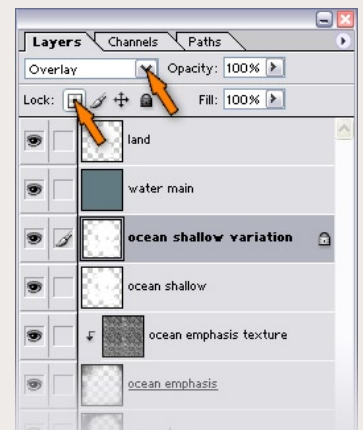 Layers Channels Paths
Overlay Opacity: 100%
Lock: Fill: 100%
land
water main
ocean shallow variation
ocean shallow
ocean emphasis texture
ocean emphasis